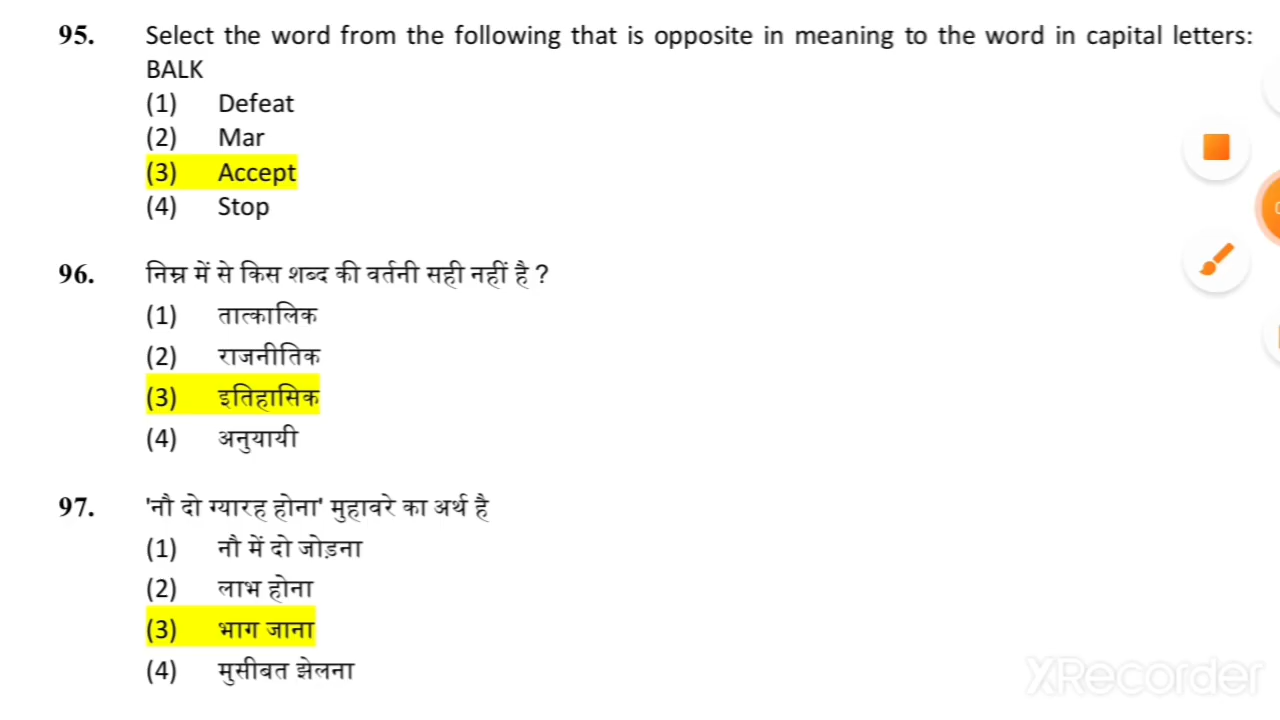 95. Select the word from the following that is opposite in meaning to the word in capital letters:
BALK
(1) Defeat
(2) Mar
(3) Accept
(4) Stop
96. निम्न में से किस शब्द की वर्तनी सही नहीं है ?
(1) तात्कालिक
(2) राजनीतिक
(3) इतिहासिक
(4) अनुयायी
97. 'नौ दो ग्यारह होना' मुहावरे का अर्थ है
(1) नौ में दो जोड़ना
(2) लाभ होना
(3) भाग जाना
(4) मुसीबत झेलना
XRecorder